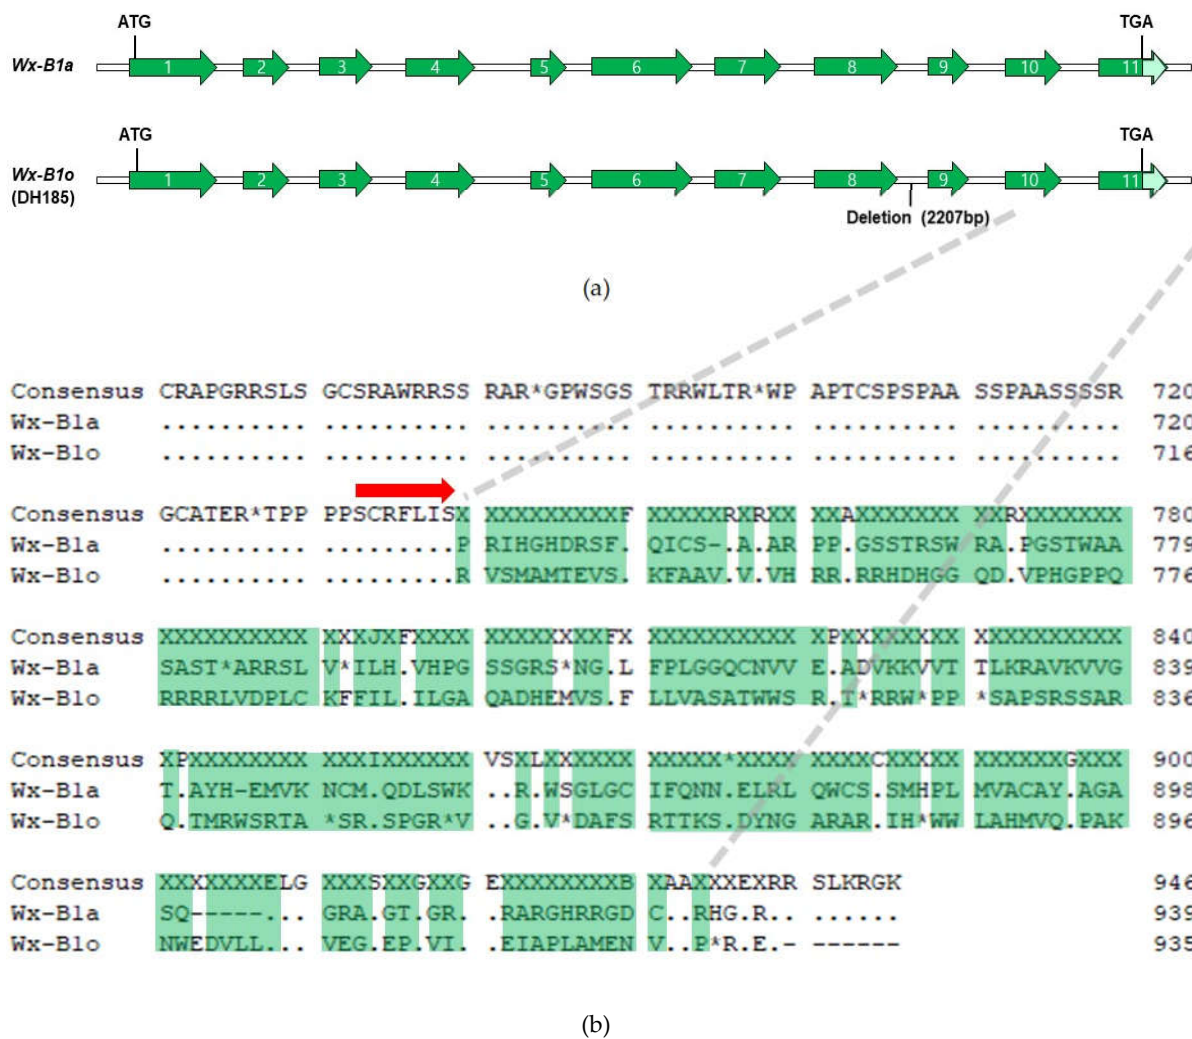 ATG TGA
Wx-B1a 1 2 3 4 5 6 7 8 9 10 11
ATG TGA
Wx-B1o 1 2 3 4 5 6 7 8 9 10 11
(DH185)
Deletion (2207bp)
(a)
Consensus CRAPGRRSLS GCSRAWRRSS RAR*GPWSGS TRRWLTR*WP APTCSPSPAA SSPAASSSSR 720
Wx-B1a .......... .......... .......... .......... .......... .......... 720
Wx-B1o .......... .......... .......... .......... .......... .......... 716
Consensus GCATER*TPP PPSCRFLISX XXXXXXXXXF XXXXXRXRXX XXAXXXXXXX XXRXXXXXXX 780
Wx-B1a .......... .........P RIHGHDRSF. QICS-.A.AR PP.GSSTRSW RA.PGSTWAA 779
Wx-B1o .......... .........R VSMAMTEVS. KFAAV.V.VH RR.RRHDHGG QD.VPHGPPQ 776
Consensus XXXXXXXXXX XXXJXFXXXX XXXXXXXXFX XXXXXXXXXX XPXXXXXXXX XXXXXXXXXX 840
Wx-B1a SAST*ARRSL V*ILH.VHPG SSGRS*NG.L FPLGGQCNVV E.ADVKKVVT TLKRAVKVVG 839
Wx-B1o RRRRLVDPLC KFFIL.ILGA QADHEMVS.F LLVASATWWS R.T*RRW*PP *SAPSRSSAR 836
Consensus XPXXXXXXXX XXXIXXXXXX VSXLXXXXXX XXXXX*XXXX XXXXCXXXXX XXXXXXGXXX 900
Wx-B1a T.AYH-EMVK NCM.QDLSWK ..R.WSGLGC IFQNN.ELRL QWCS.SMHPL MVACAY.AGA 898
Wx-B1o Q.TMRWSRTA *SR.SPGR*V ..G.V*DAFS RTTKS.DYNG ARAR.IH*WW LAHMVQ.PAK 896
Consensus XXXXXXXELG XXXSXXGXXG EXXXXXXXXB XAAXXXEXRR SLKRGK 946
Wx-B1a SQ-----... GRA.GT.GR. .RARGHRRGD C..RHG.R.. ...... 939
Wx-B1o NWEDVLL... VEG.EP.VI. .EIAPLAMEN V..P*R.E.- ------ 935
(b)